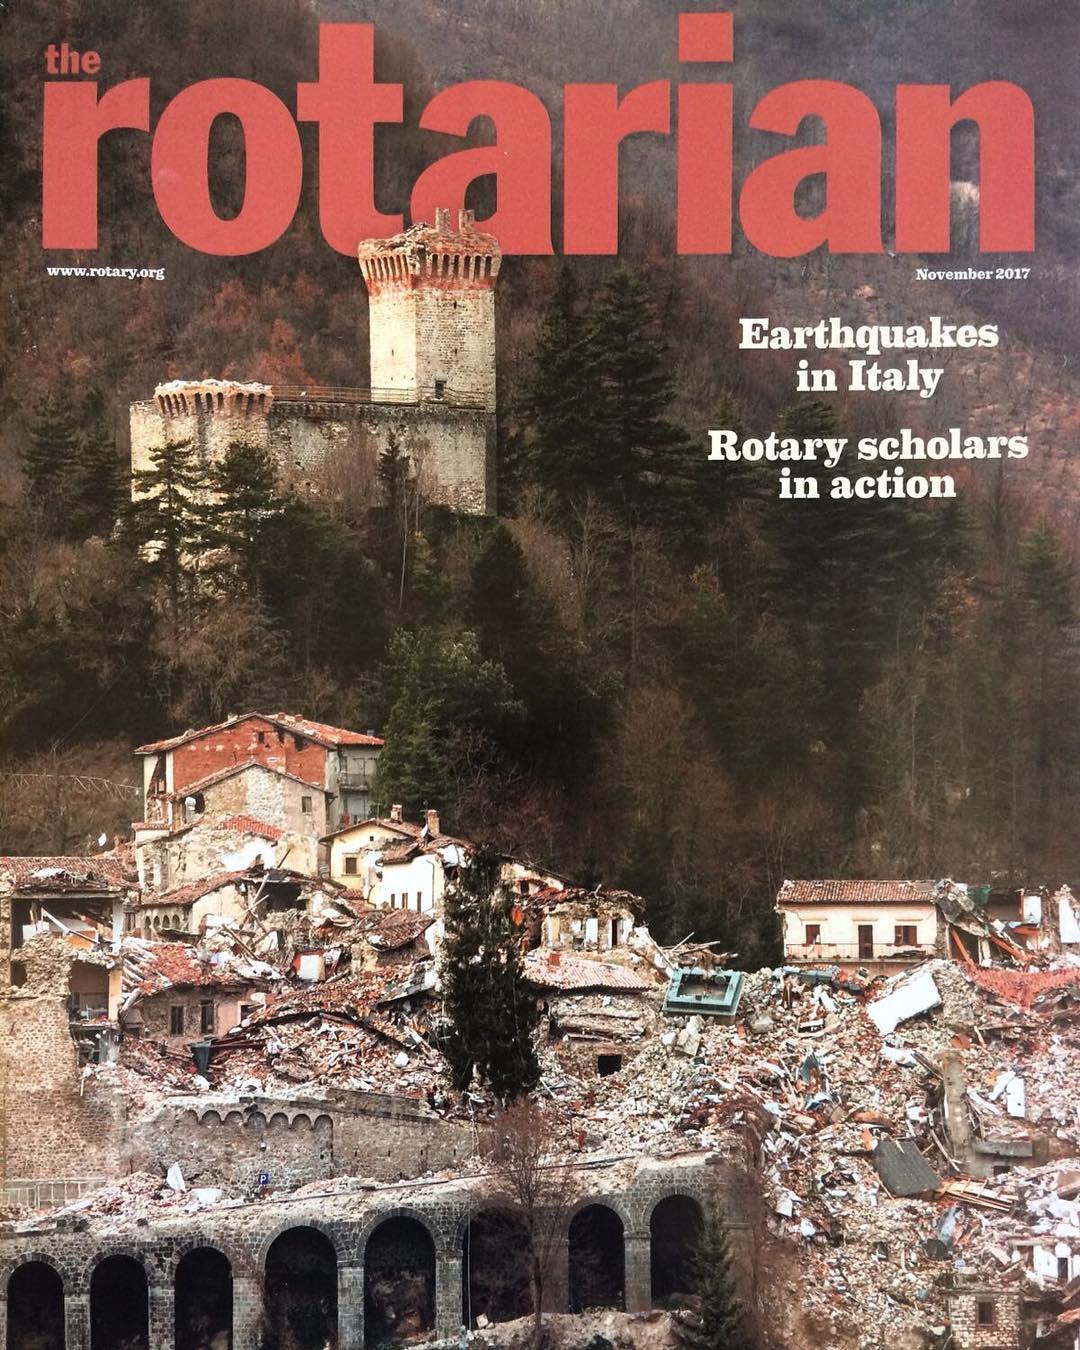 the
rotarian
www.rotary.org
November 2017
Earthquakes
in Italy
Rotary scholars
in action
P